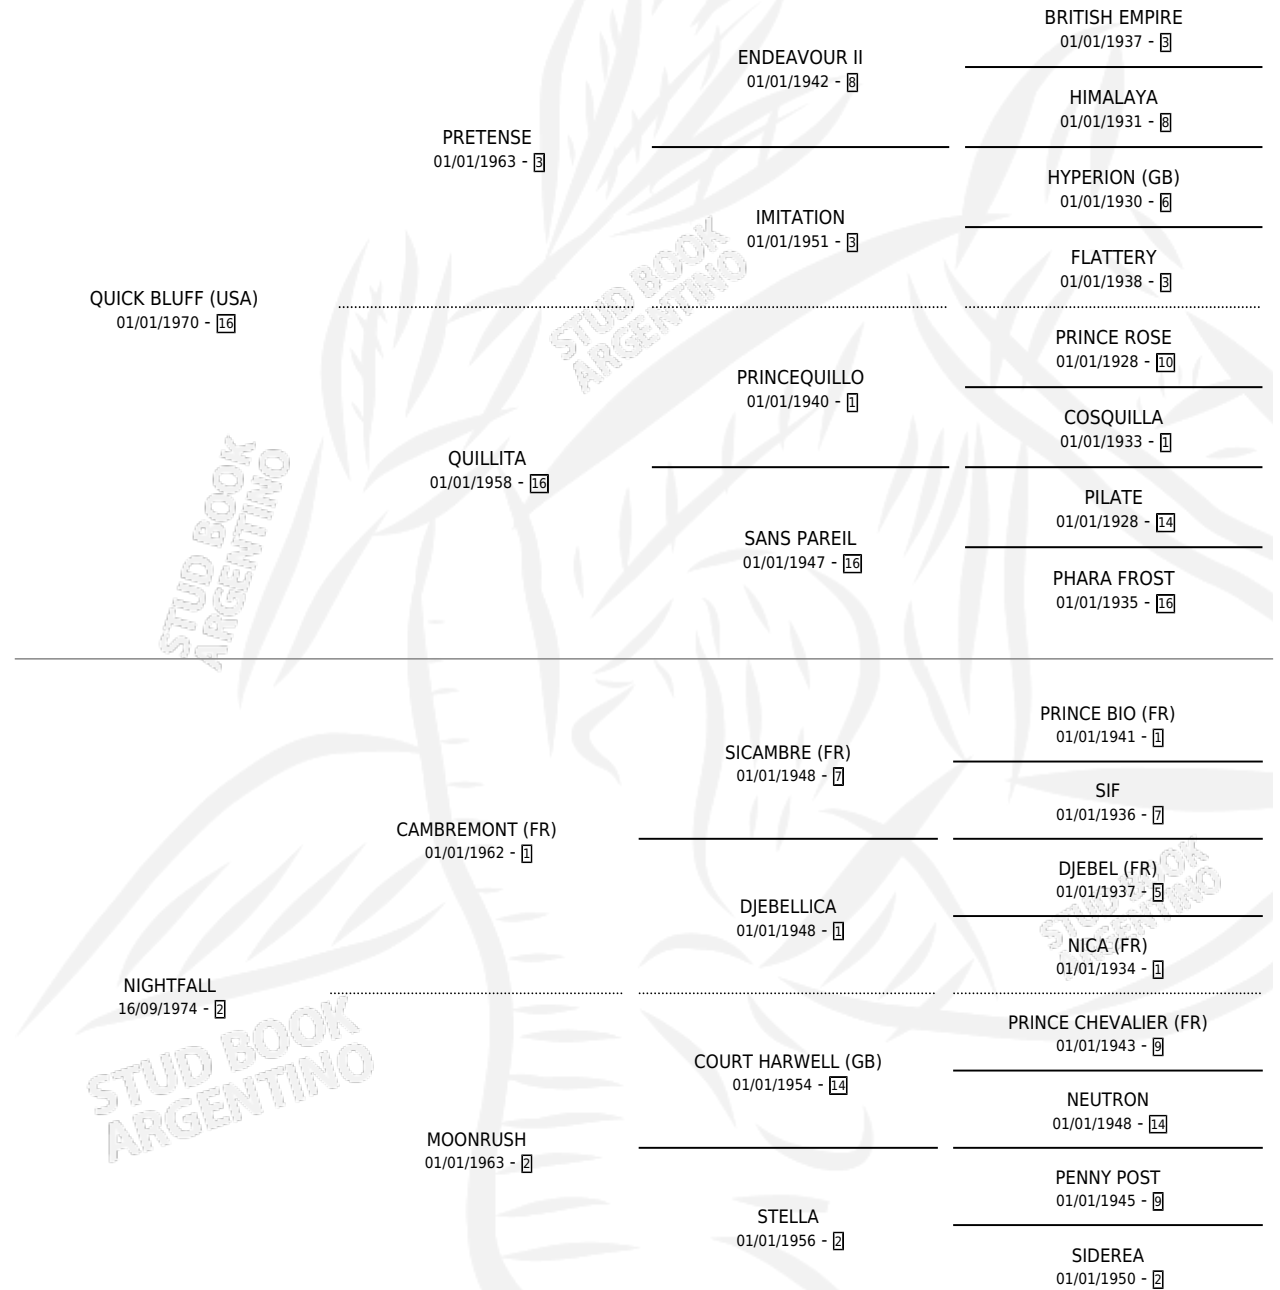 BRITISH EMPIRE
01/01/1937 - 3
ENDEAVOUR II
01/01/1942 - 8
HIMALAYA
01/01/1931 - 8
PRETENSE
01/01/1963 - 3
HYPERION (GB)
01/01/1930 - 6
IMITATION
01/01/1951 - 3
FLATTERY
01/01/1938 - 3
QUICK BLUFF (USA)
01/01/1970 - 16
PRINCE ROSE
01/01/1928 - 10
PRINCEQUILLO
01/01/1940 - 1
COSQUILLA
01/01/1933 - 1
QUILLITA
01/01/1958 - 16
PILATE
01/01/1928 - 14
SANS PAREIL
01/01/1947 - 16
PHARA FROST
01/01/1935 - 16
STUD BOOK
ARGENTINO
STUD BOOK
ARGENTINO
PRINCE BIO (FR)
01/01/1941 - 1
SICAMBRE (FR)
01/01/1948 - 7
SIF
01/01/1936 - 7
CAMBREMONT (FR)
01/01/1962 - 1
DJEBEL (FR)
01/01/1937 - 5
DJEBELLICA
01/01/1948 - 1
NICA (FR)
01/01/1934 - 1
NIGHTFALL
16/09/1974 - 2
PRINCE CHEVALIER (FR)
01/01/1943 - 9
COURT HARWELL (GB)
01/01/1954 - 14
NEUTRON
01/01/1948 - 14
MOONRUSH
01/01/1963 - 2
PENNY POST
01/01/1945 - 9
STELLA
01/01/1956 - 2
SIDEREA
01/01/1950 - 2
STUD BOOK
ARGENTINO
STUD BOOK
ARGENTINO